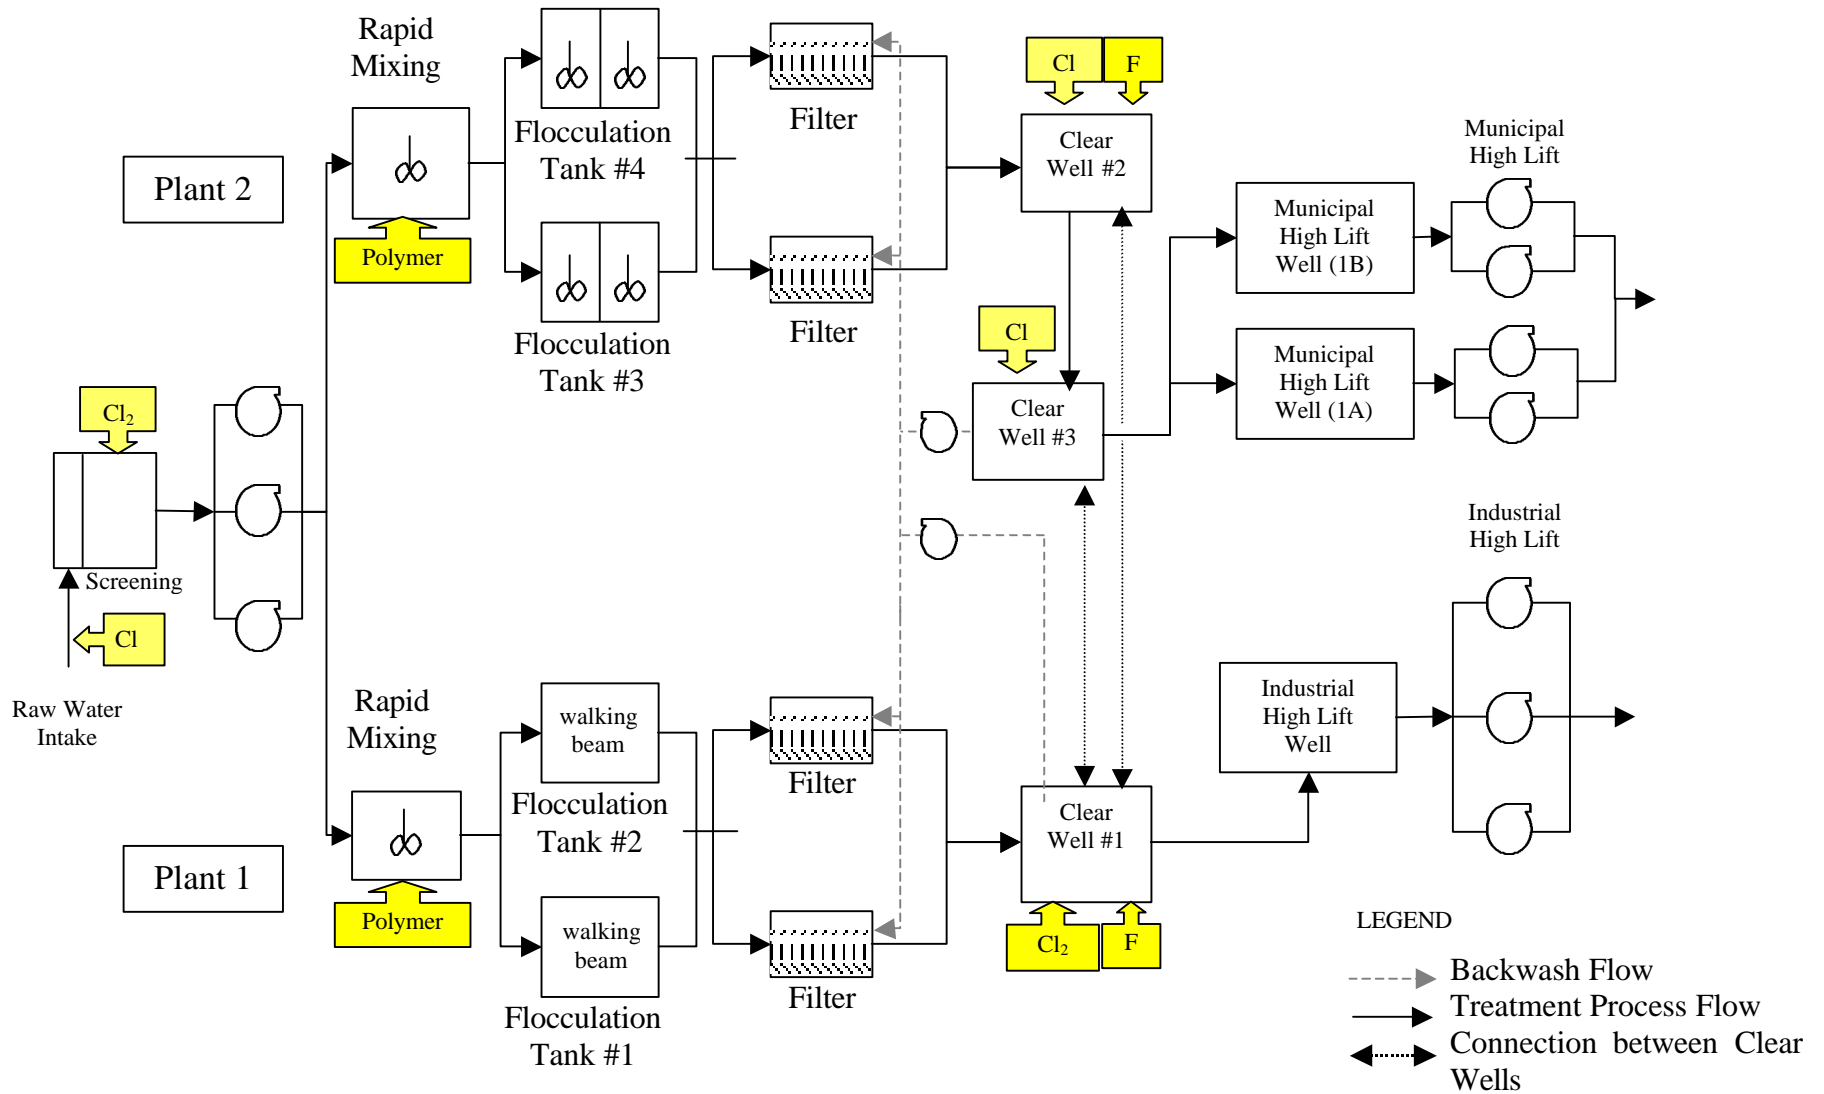 Rapid
Mixing
Plant 2
Polymer
Flocculation
Tank #4
Flocculation
Tank #3
Filter
Filter
Cl
F
Clear
Well #2
Cl
Clear
Well #3
Municipal
High Lift
Municipal
High Lift
Well (1B)
Municipal
High Lift
Well (1A)
Cl₂
Screening
Cl
Raw Water
Intake
Industrial
High Lift
Rapid
Mixing
Plant 1
Polymer
walking
beam
Flocculation
Tank #2
walking
beam
Flocculation
Tank #1
Filter
Filter
Clear
Well #1
Cl₂
F
Industrial
High Lift
Well
LEGEND
Backwash Flow
Treatment Process Flow
Connection between Clear
Wells